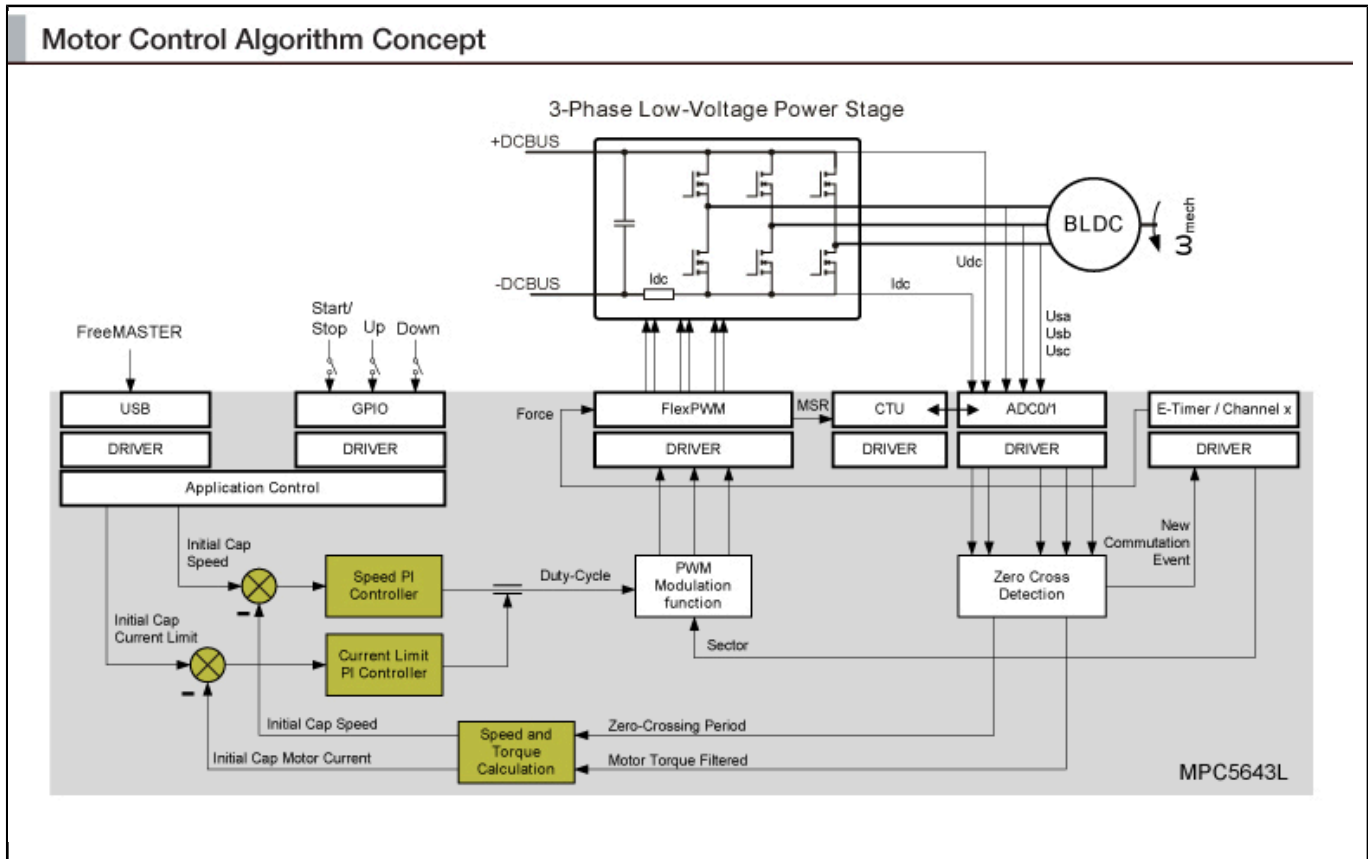 Motor Control Algorithm Concept
3-Phase Low-Voltage Power Stage
+DCBUS
BLDC
3
mech
Udc
-DCBUS
Idc
Idc
Usa
Usb
Usc
FreeMASTER
Start/
Stop
Up
Down
USB
GPIO
Force
FlexPWM
MSR
CTU
ADC0/1
E-Timer / Channel x
DRIVER
DRIVER
DRIVER
DRIVER
DRIVER
DRIVER
Application Control
New
Commutation
Event
Initial Cap
Speed
Speed PI
Controller
Duty-Cycle
PWM
Modulation
function
Zero Cross
Detection
Initial Cap
Current Limit
Current Limit
PI Controller
Sector
Initial Cap Speed
Speed and
Torque
Calculation
Zero-Crossing Period
Initial Cap Motor Current
Motor Torque Filtered
MPC5643L